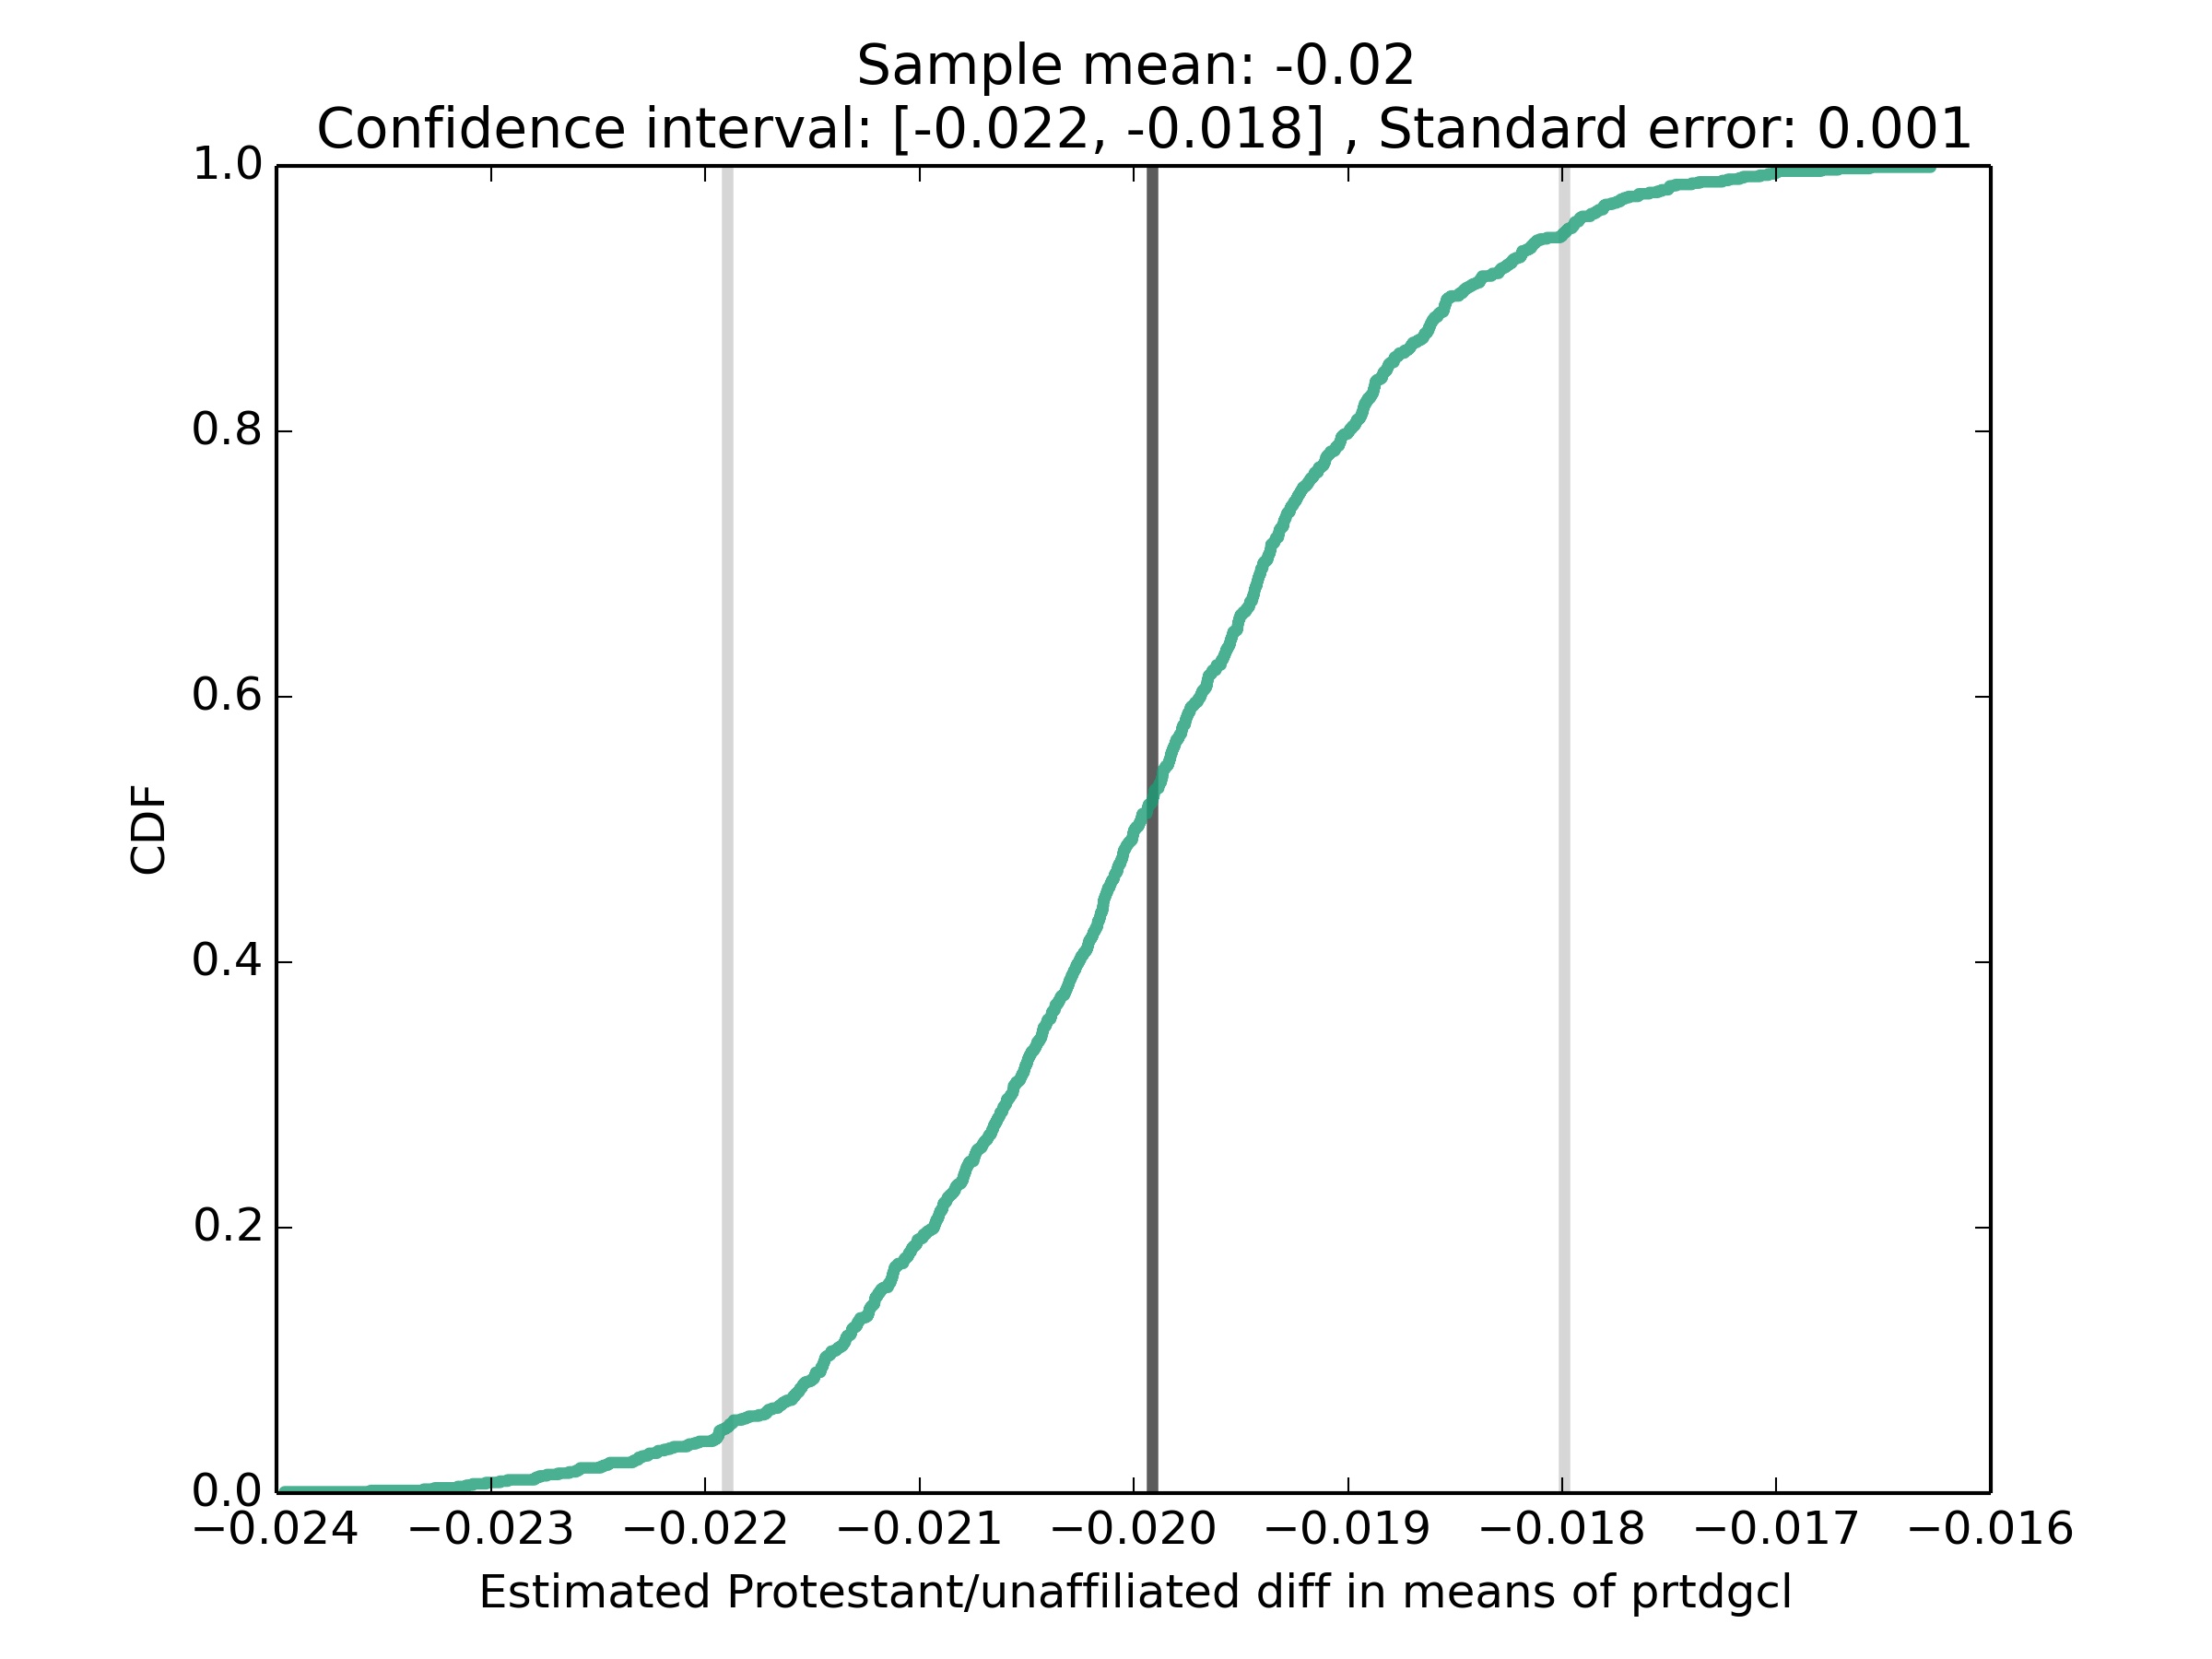 Sample mean: -0.02
Confidence interval: [-0.022, -0.018] , Standard error: 0.001
1.0
0.8
0.6
0.4
0.2
0.0
CDF
−0.024 −0.023 −0.022 −0.021 −0.020 −0.019 −0.018 −0.017 −0.016
Estimated Protestant/unaffiliated diff in means of prtdgcl